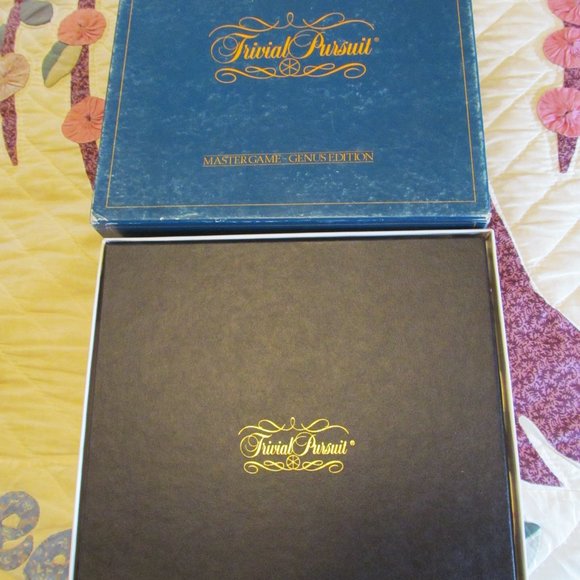 Trivial Pursuit®
MASTER GAME - GENUS EDITION
Trivial Pursuit®